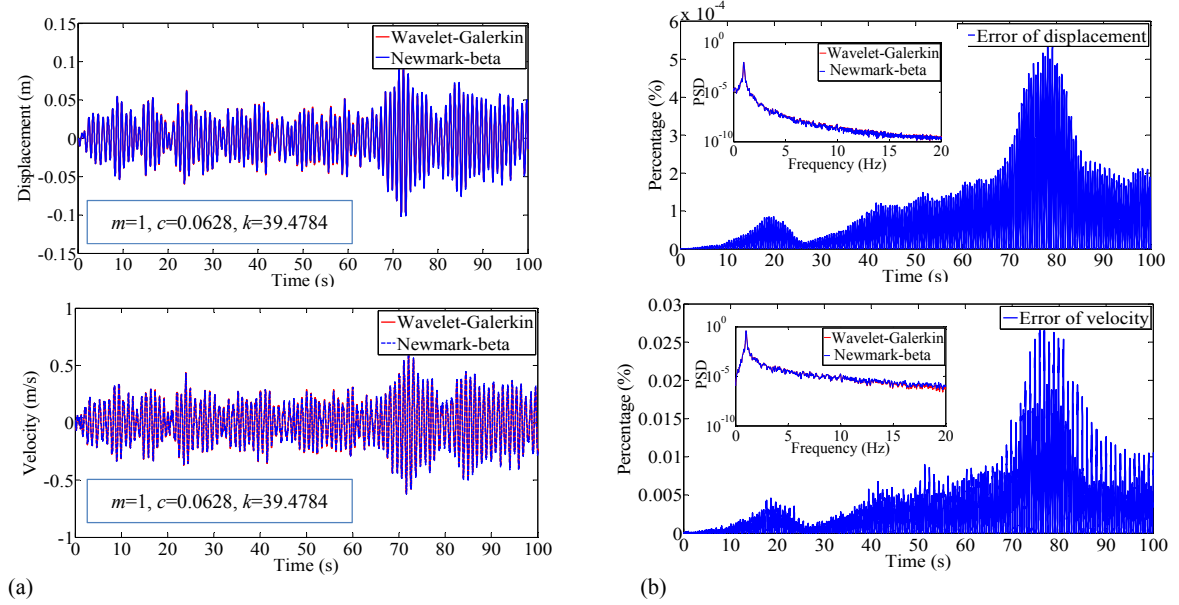 0.15
0.1
0.05
0
-0.05
-0.1
-0.15
Displacement (m)
Wavelet-Galerkin
Newmark-beta
m=1, c=0.0628, k=39.4784
0 10 20 30 40 50 60 70 80 90 100
Time (s)
1
0.5
0
-0.5
-1
Velocity (m/s)
Wavelet-Galerkin
Newmark-beta
m=1, c=0.0628, k=39.4784
0 10 20 30 40 50 60 70 80 90 100
Time (s)
(a)
6 x 10^-4
5
4
3
2
1
0
Percentage (%)
Error of displacement
10^0
10^-5
10^-10
PSD
Wavelet-Galerkin
Newmark-beta
0 5 10 15 20
Frequency (Hz)
0 10 20 30 40 50 60 70 80 90 100
Time (s)
0.03
0.025
0.02
0.015
0.01
0.005
0
Percentage (%)
Error of velocity
10^0
10^-5
10^-10
PSD
Wavelet-Galerkin
Newmark-beta
0 5 10 15 20
Frequency (Hz)
0 10 20 30 40 50 60 70 80 90 100
Time (s)
(b)